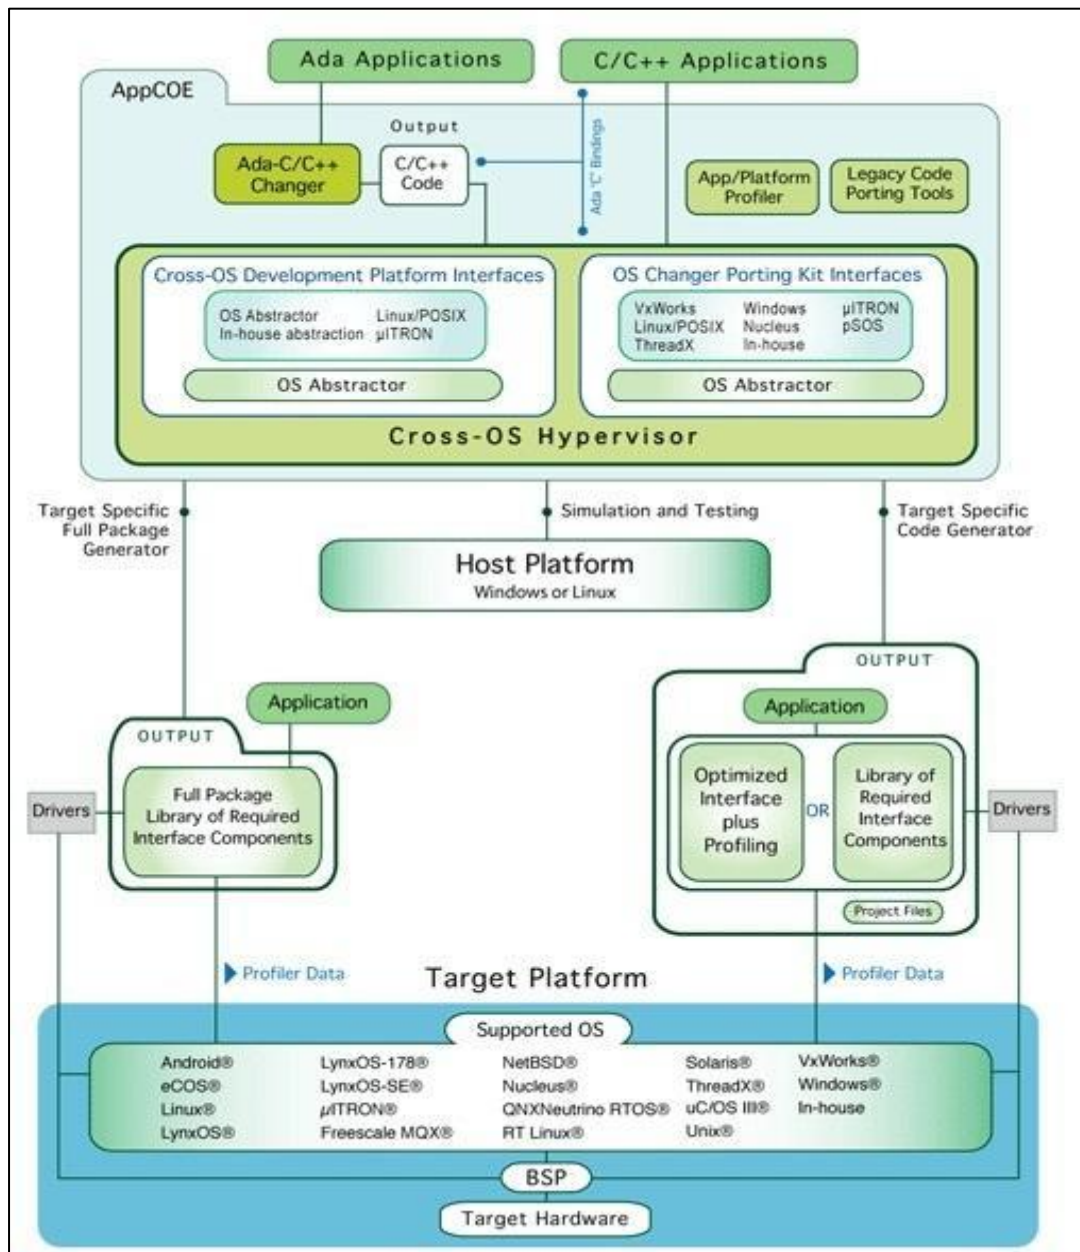 Ada Applications
C/C++ Applications
AppCOE
Output
Ada-C/C++
Changer
C/C++
Code
Ada 'C' Bindings
App/Platform
Profiler
Legacy Code
Porting Tools
Cross-OS Development Platform Interfaces
OS Abstractor Linux/POSIX
In-house abstraction µITRON
OS Abstractor
OS Changer Porting Kit Interfaces
VxWorks Windows µITRON
Linux/POSIX Nucleus pSOS
ThreadX In-house
OS Abstractor
Cross-OS Hypervisor
Target Specific
Full Package
Generator
Simulation and Testing
Target Specific
Code Generator
Host Platform
Windows or Linux
OUTPUT
Application
OUTPUT
Application
Drivers
Full Package
Library of Required
Interface Components
Optimized
Interface
plus
Profiling
OR
Library of
Required
Interface
Components
Drivers
Project Files
Profiler Data
Target Platform
Profiler Data
Supported OS
Android® LynxOS-178® NetBSD® Solaris® VxWorks®
eCOS® LynxOS-SE® Nucleus® ThreadX® Windows®
Linux® µITRON® QNXNeutrino RTOS® uC/OS III® In-house
LynxOS® Freescale MQX® RT Linux® Unix®
BSP
Target Hardware